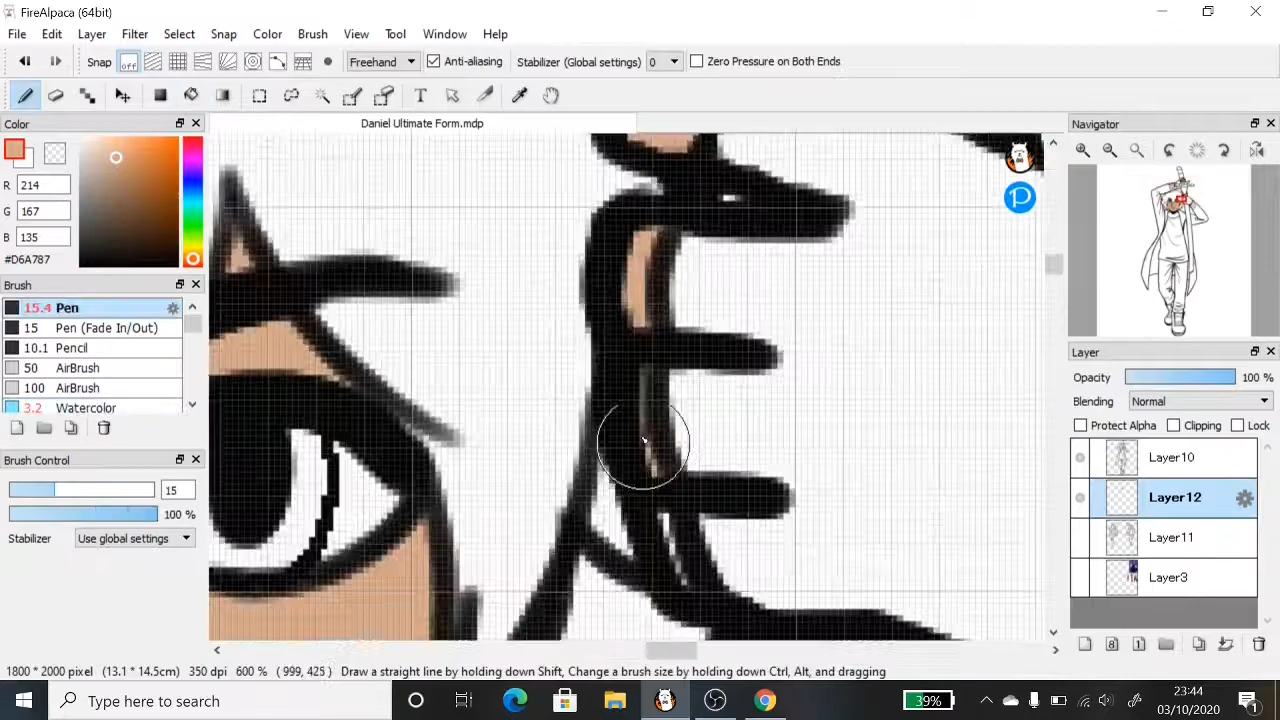 FireAlpaca (64bit)
File Edit Layer Filter Select Snap Color Brush View Tool Window Help
Snap off Freehand Anti-aliasing Stabilizer (Global settings) 0 Zero Pressure on Both Ends
T
Color
Daniel Ultimate Form.mdp
Navigator
R 214
G 167
B 135
#D6A787
Brush
15.4 Pen
15 Pen (Fade In/Out)
10.1 Pencil
50 AirBrush
100 AirBrush
3.2 Watercolor
Brush Control
15
100 %
Stabilizer Use global settings
P
Layer
Opacity 100 %
Blending Normal
Protect Alpha Clipping Lock
Layer10
Layer12
Layer11
Layer3
8 1
1800 * 2000 pixel (13.1 * 14.5cm) 350 dpi 600 % ( 999, 425 ) Draw a straight line by holding down Shift, Change a brush size by holding down Ctrl, Alt, and dragging
Type here to search
39%
23:44
03/10/2020
1